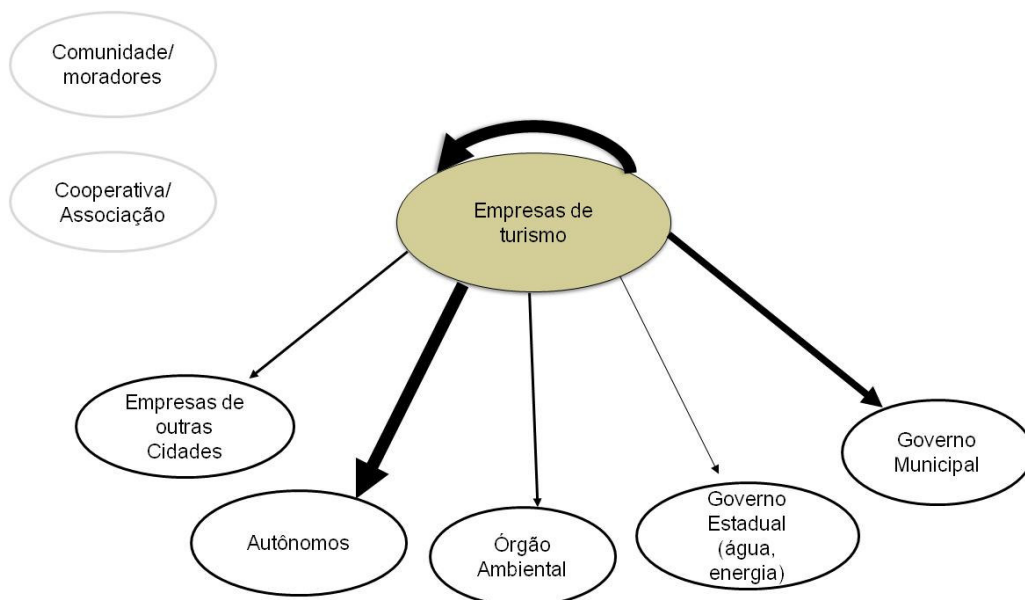 Comunidade/
moradores
Cooperativa/
Associação
Empresas de
turismo
Empresas de
outras
Cidades
Autônomos
Órgão
Ambiental
Governo
Estadual
(água,
energia)
Governo
Municipal